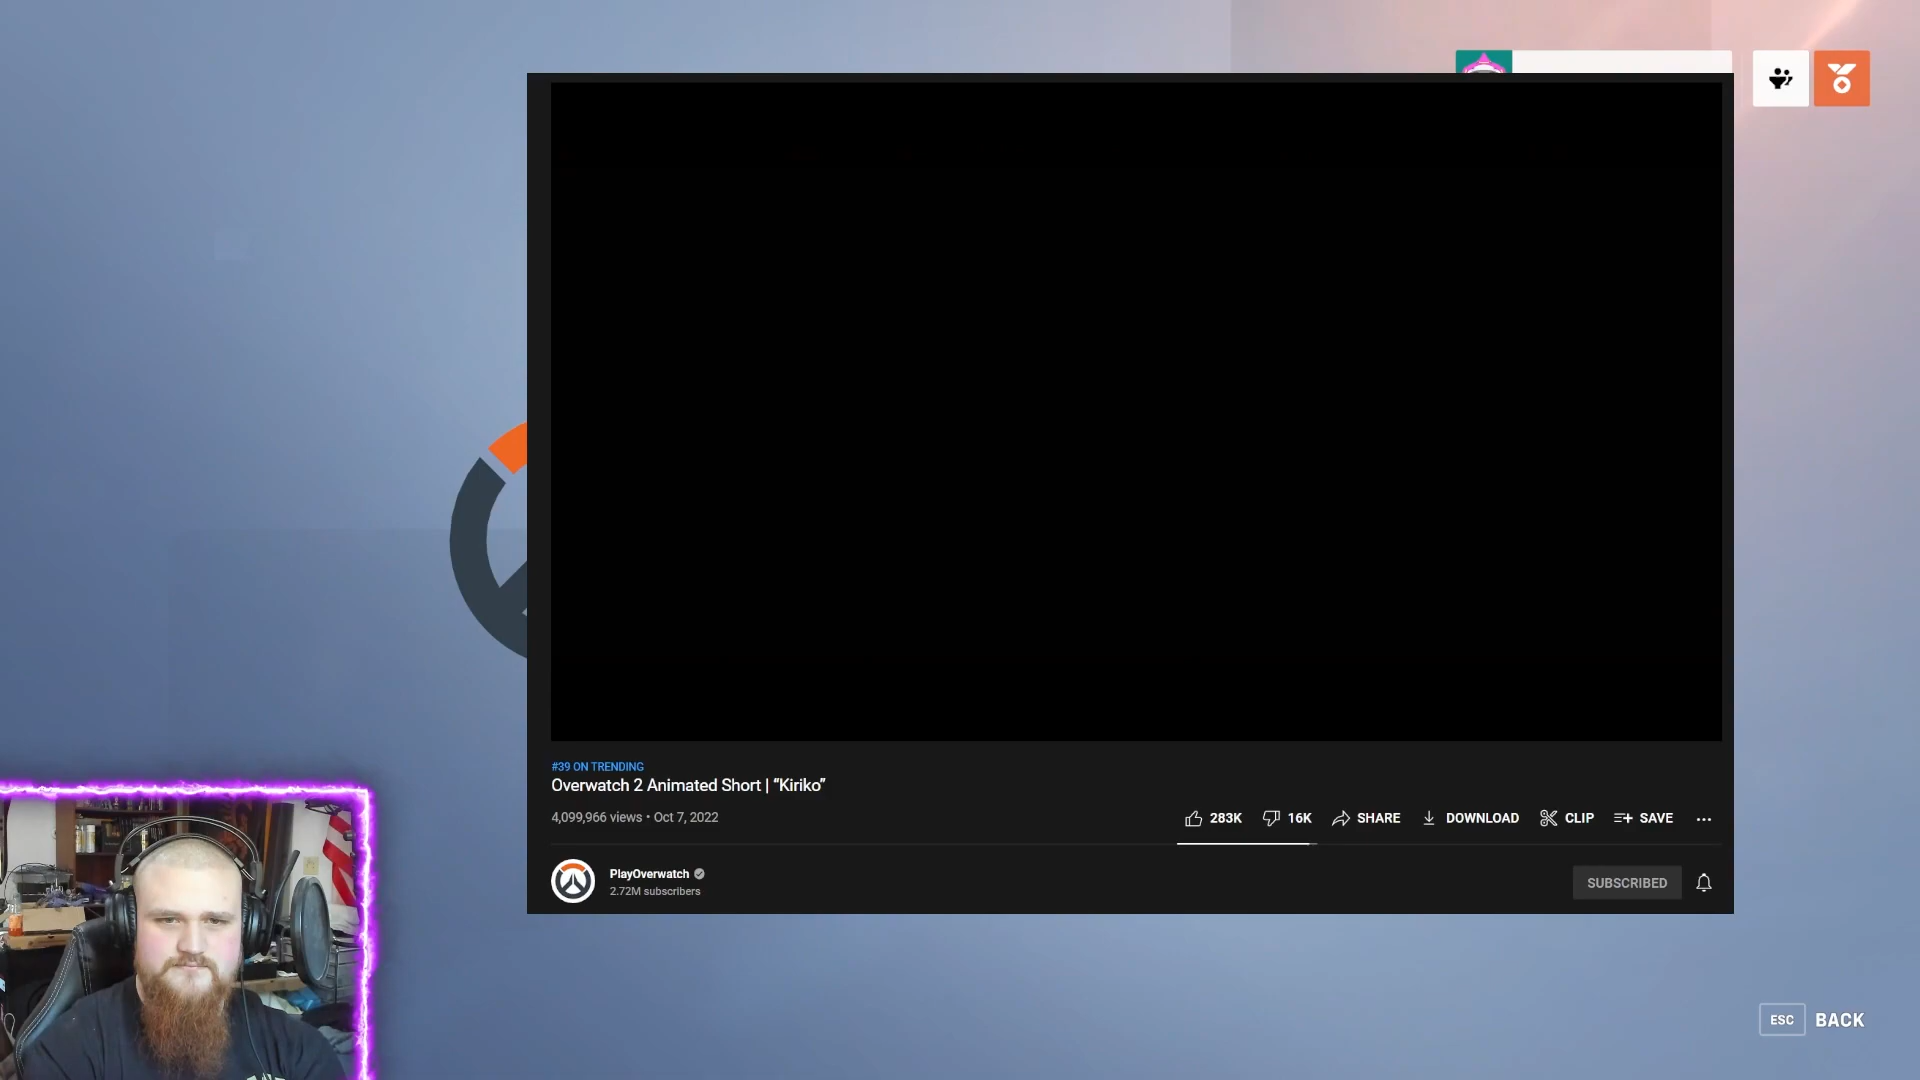 #39 ON TRENDING
Overwatch 2 Animated Short | “Kiriko”
4,099,966 views • Oct 7, 2022
283K 16K SHARE DOWNLOAD CLIP SAVE ...
PlayOverwatch
2.72M subscribers
SUBSCRIBED
ESC BACK